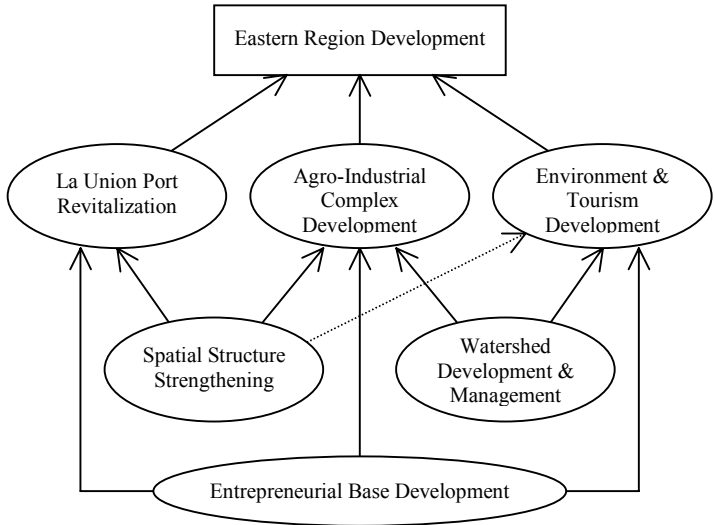 Eastern Region Development
La Union Port
Revitalization
Agro-Industrial
Complex
Development
Environment &
Tourism
Development
Spatial Structure
Strengthening
Watershed
Development &
Management
Entrepreneurial Base Development